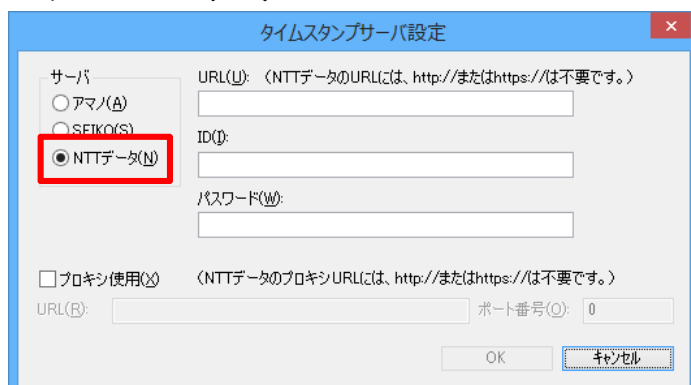 タイムスタンプサーバ設定
サーバ
アマノ(A)
SEIKO(S)
NTTデータ(N)
URL(U): (NTTデータのURLには、http://またはhttps://は不要です。)
ID(I):
パスワード(W):
プロキシ使用(X) (NTTデータのプロキシURLには、http://またはhttps://は不要です。)
URL(R): ポート番号(O): 0
OK キャンセル